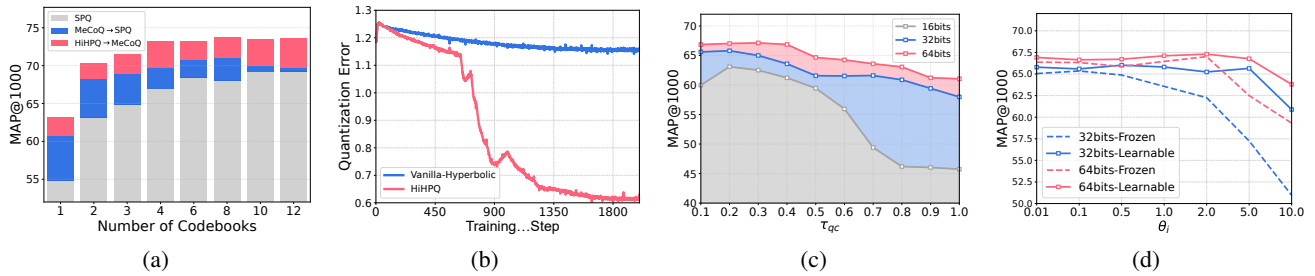 SPQ
MeCoQ→SPQ
HiHPQ→MeCoQ
MAP@1000
75
70
65
60
55
1 2 3 4 6 8 10 12
Number of Codebooks
(a)
Quantization Error
1.3
1.2
1.1
1.0
0.9
0.8
0.7
0.6
Vanilla-Hyperbolic
HiHPQ
0 450 900 1350 1800
Training...Step
(b)
MAP@1000
70
65
60
55
50
45
40
16bits
32bits
64bits
0.1 0.2 0.3 0.4 0.5 0.6 0.7 0.8 0.9 1.0
τqc
(c)
MAP@1000
70.0
67.5
65.0
62.5
60.0
57.5
55.0
52.5
50.0
32bits-Frozen
32bits-Learnable
64bits-Frozen
64bits-Learnable
0.01 0.1 0.5 1.0 2.0 5.0 10.0
θi
(d)